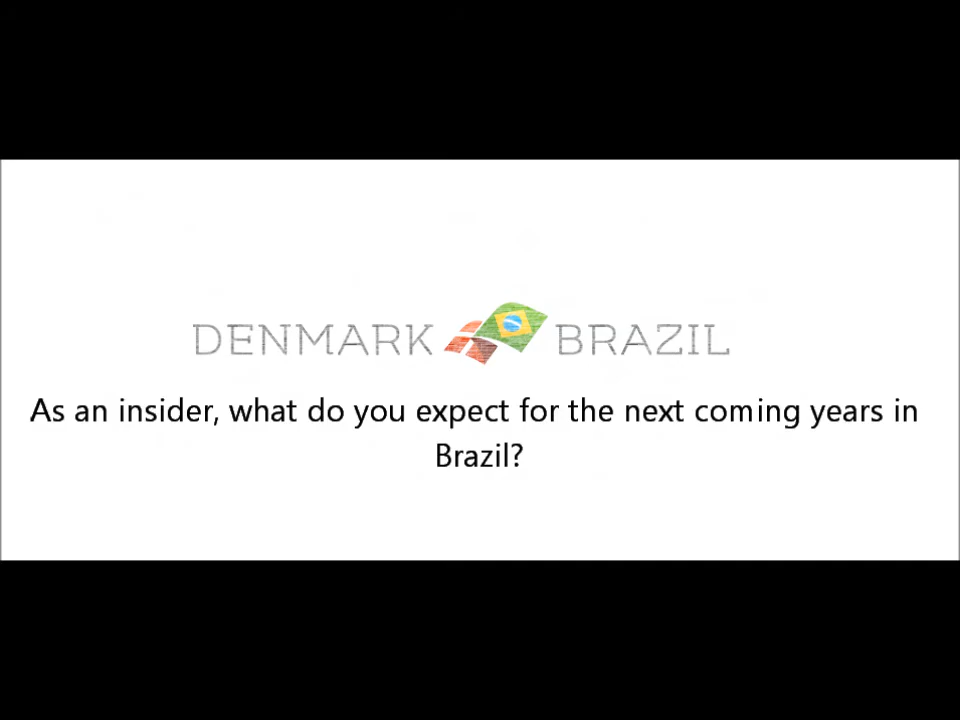 DENMARK BRAZIL
As an insider, what do you expect for the next coming years in
Brazil?